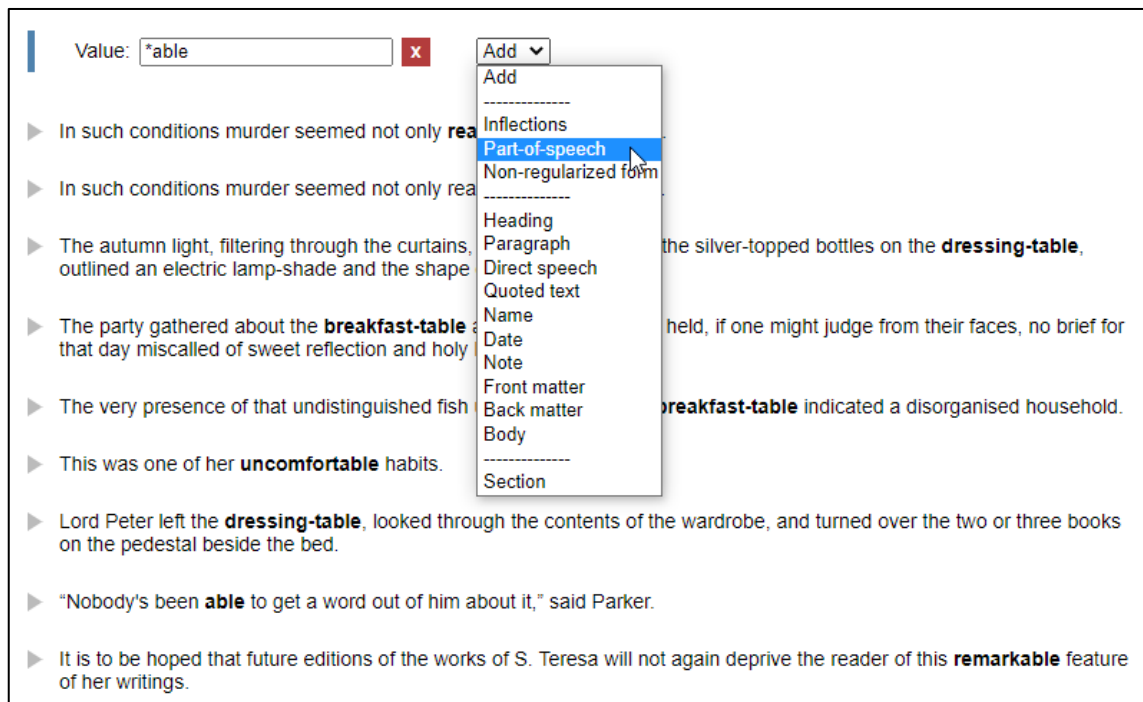 Value: *able x Add
Add
--------------
Inflections
Part-of-speech
Non-regularized form
--------------
Heading
Paragraph
Direct speech
Quoted text
Name
Date
Note
Front matter
Back matter
Body
--------------
Section
In such conditions murder seemed not only
In such conditions murder seemed not only
The autumn light, filtering through the curtains, the silver-topped bottles on the dressing-table,
outlined an electric lamp-shade and the shape
The party gathered about the breakfast-table held, if one might judge from their faces, no brief for
that day miscalled of sweet reflection and holy
The very presence of that undistinguished fish breakfast-table indicated a disorganised household.
This was one of her uncomfortable habits.
Lord Peter left the dressing-table, looked through the contents of the wardrobe, and turned over the two or three books
on the pedestal beside the bed.
“Nobody's been able to get a word out of him about it,” said Parker.
It is to be hoped that future editions of the works of S. Teresa will not again deprive the reader of this remarkable feature
of her writings.